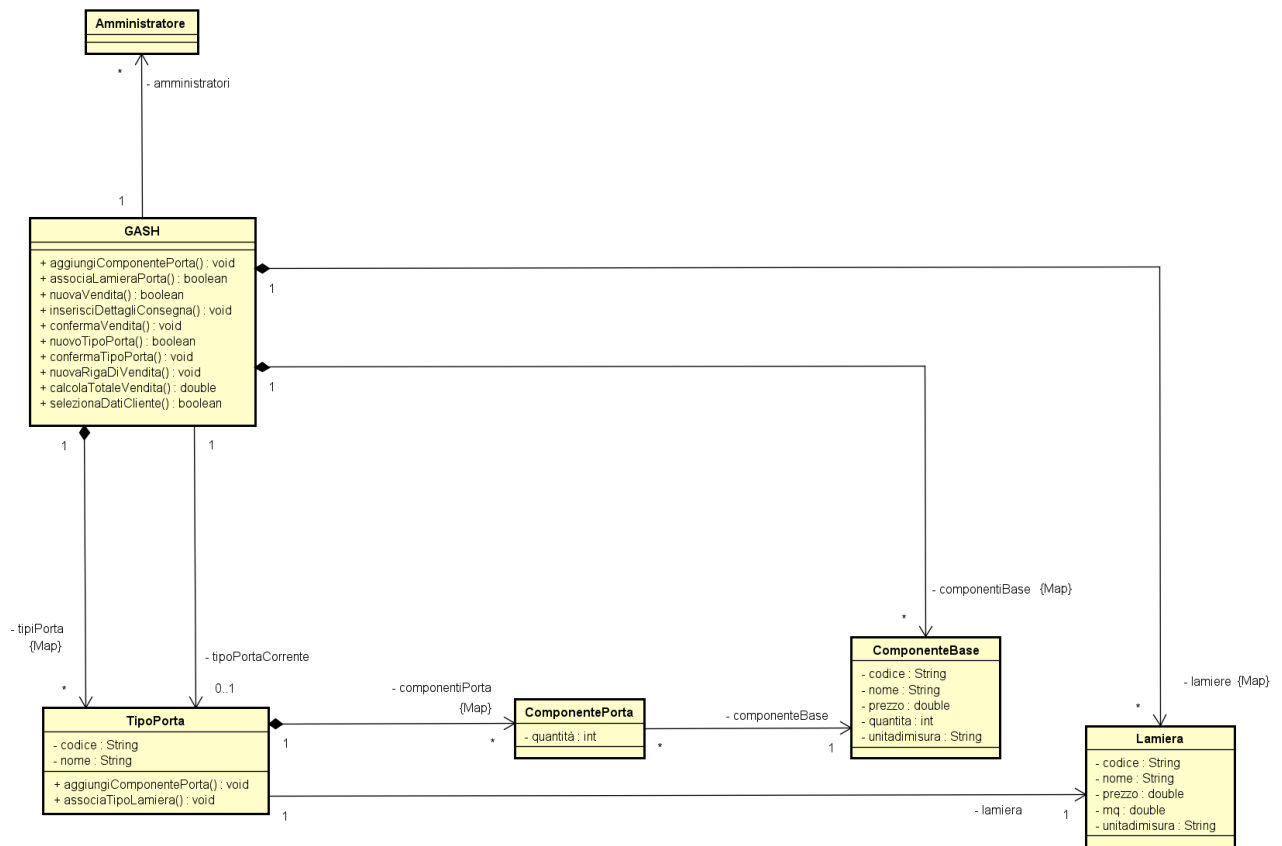 Amministratore
*
- amministratori
1
GASH
+ aggiungiComponentePorta() : void
+ associaLamieraPorta() : boolean
+ nuovaVendita() : boolean
+ inserisciDettagliConsegna() : void
+ confermaVendita() : void
+ nuovoTipoPorta() : boolean
+ confermaTipoPorta() : void
+ nuovaRigaDiVendita() : void
+ calcolaTotaleVendita() : double
+ selezionaDatiCliente() : boolean
1
1
1
1
- tipiPorta
{Map}
*
- tipoPortaCorrente
0..1
- componentiBase {Map}
*
- lamiere {Map}
*
TipoPorta
- codice : String
- nome : String
+ aggiungiComponentePorta() : void
+ associaTipoLamiera() : void
- componentiPorta
{Map}
1
*
ComponentePorta
- quantità : int
- componenteBase
*
1
ComponenteBase
- codice : String
- nome : String
- prezzo : double
- quantita : int
- unitadimisura : String
1
- lamiera
1
Lamiera
- codice : String
- nome : String
- prezzo : double
- mq : double
- unitadimisura : String